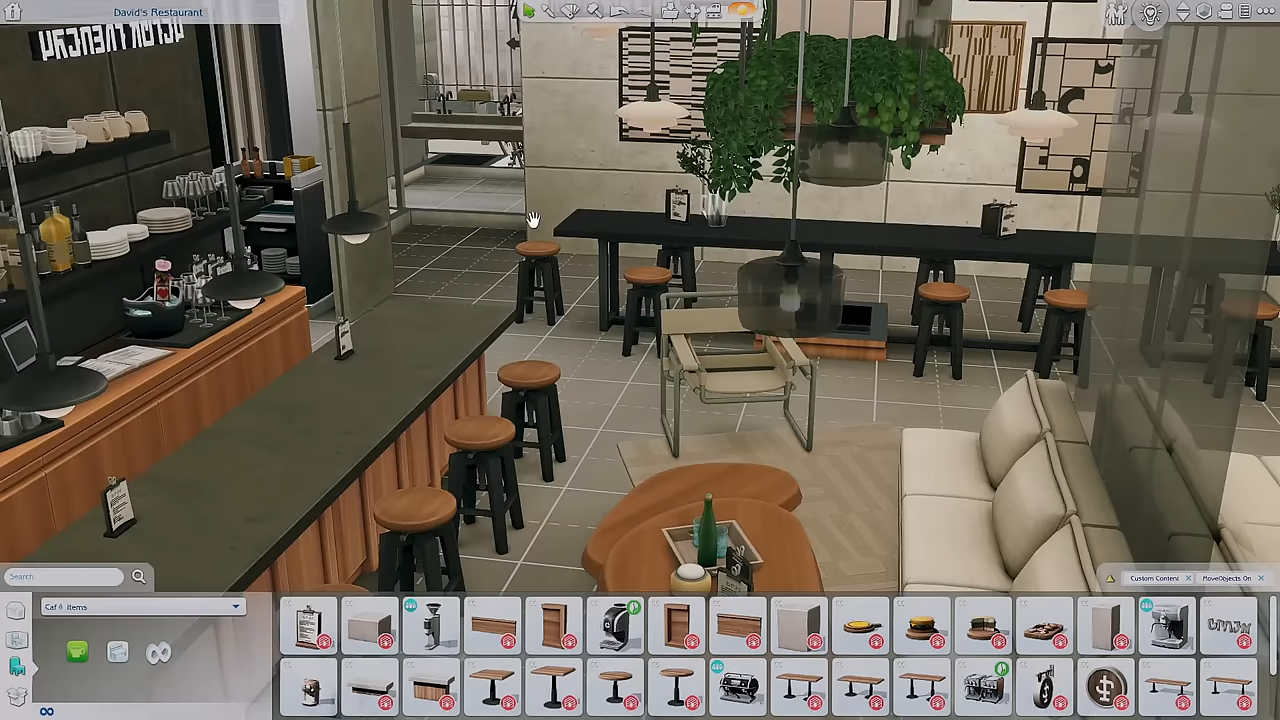 David's Restaurant
Search
Custom Content
MoveObjects On
Café Items